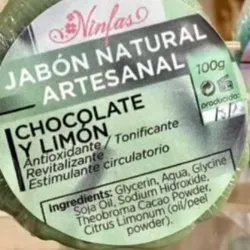 Ninfas
JABÓN NATURAL
ARTESANAL
100g
CHOCOLATE
Y LIMÓN
Antioxidante / Tonificante
Revitalizante
Estimulante circulatorio
producido:
Ingredients: Glycerin, Aqua, Glycine
Soja Oil, Sodium Hidroxide,
Theobroma Cacao Powder,
Citrus Limonum (oil/peel
powder).